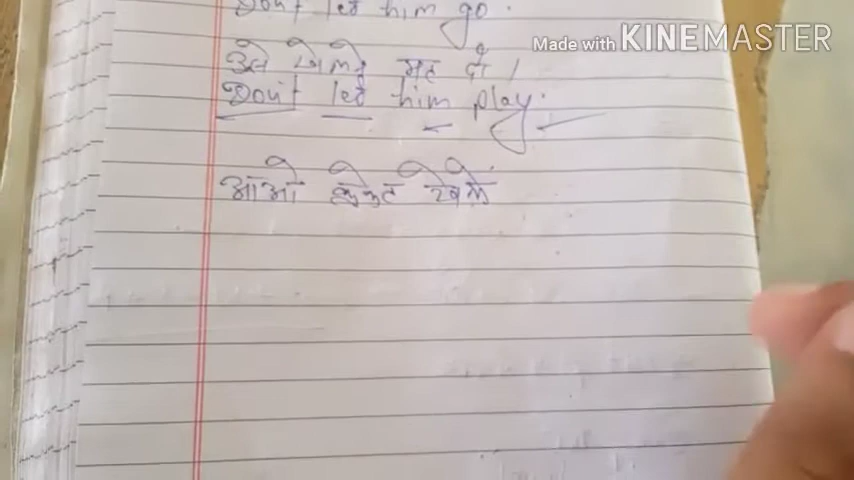 Don't let him go.
Made with KINEMASTER
उसे खेलने मत दो।
Don't let him play.
आओ क्रिकेट खेलें